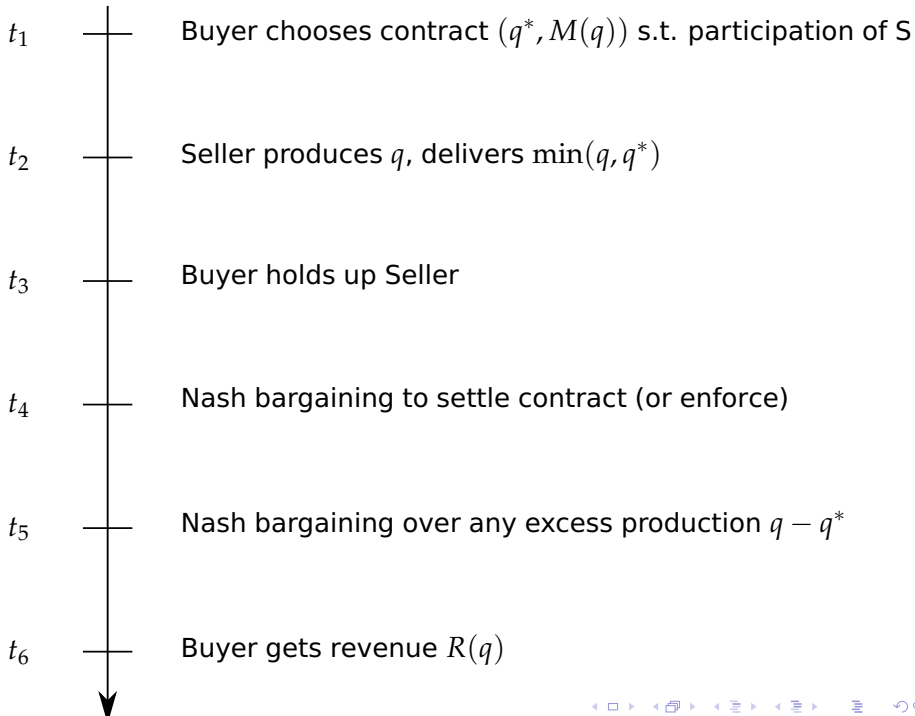 t₁ Buyer chooses contract (q*, M(q)) s.t. participation of S
t₂ Seller produces q, delivers min(q, q*)
t₃ Buyer holds up Seller
t₄ Nash bargaining to settle contract (or enforce)
t₅ Nash bargaining over any excess production q − q*
t₆ Buyer gets revenue R(q)